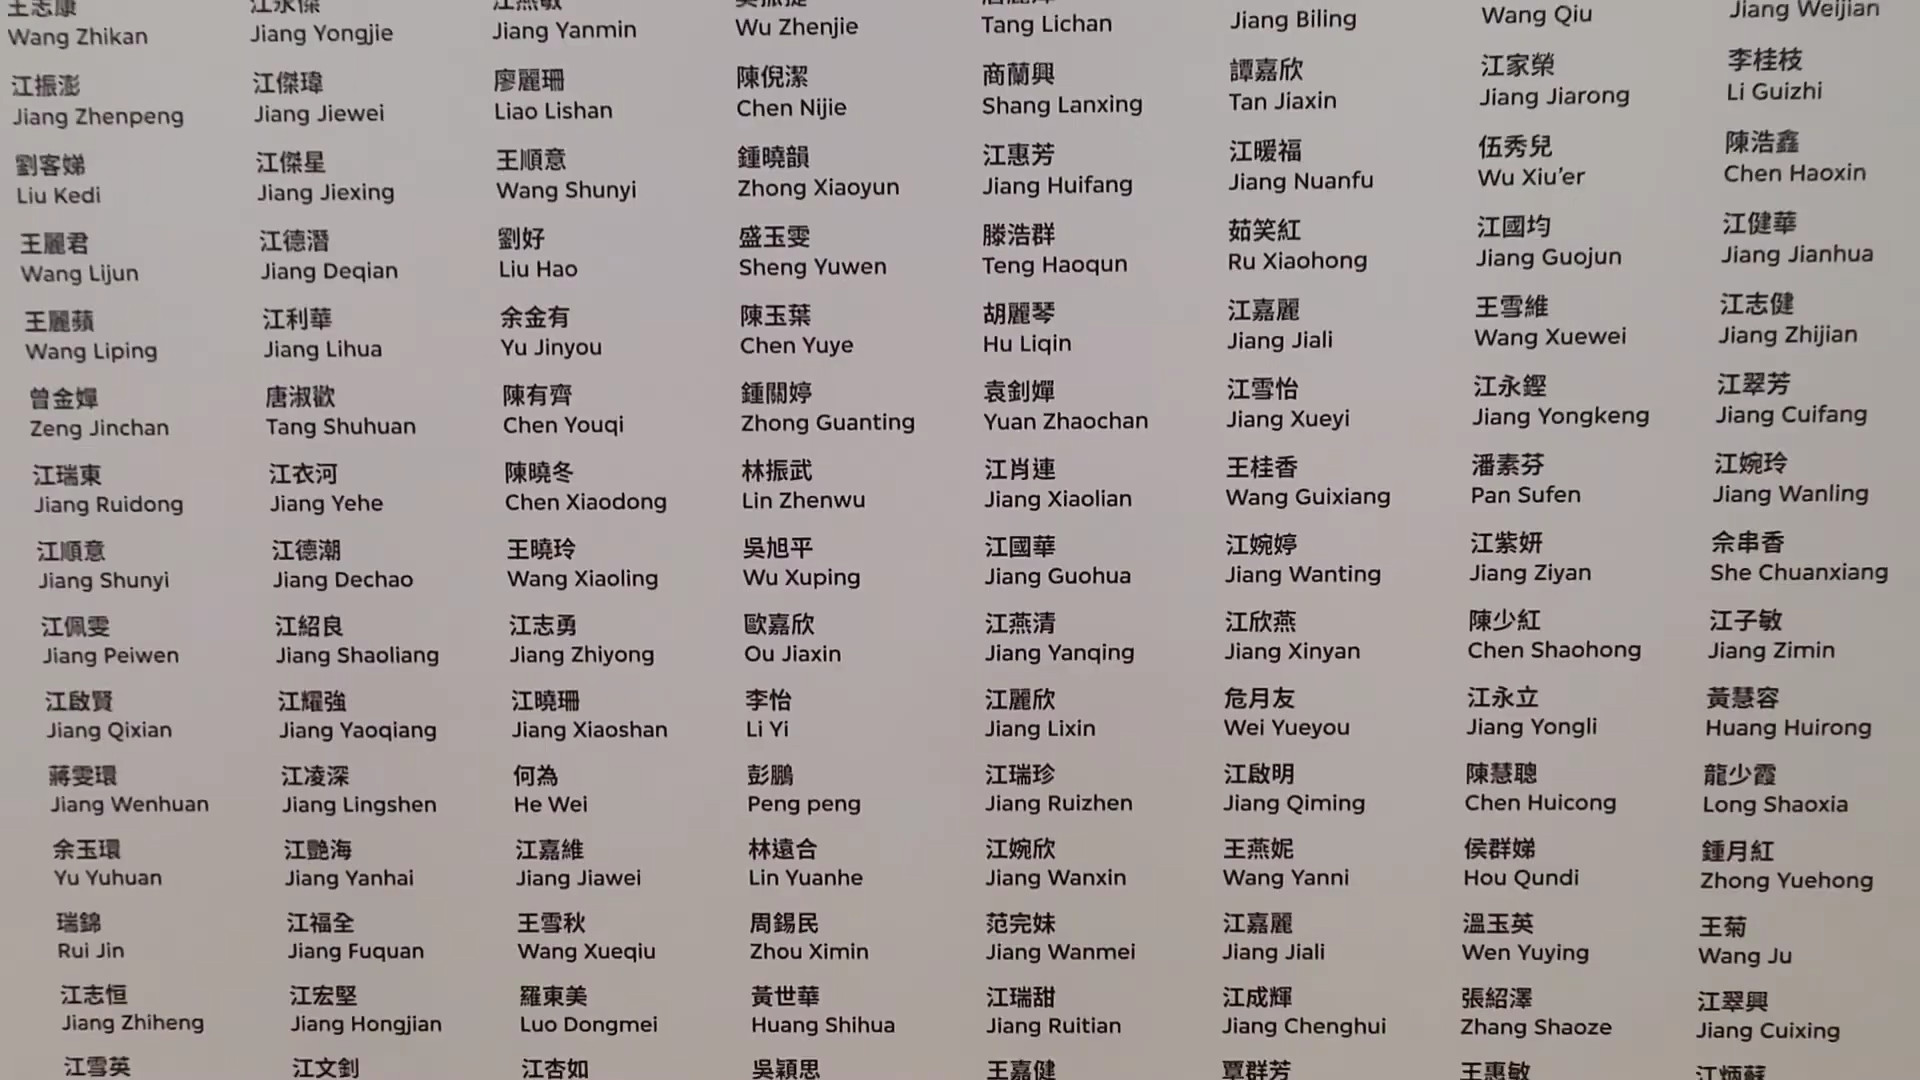 王志康
Wang Zhikan
江振澎
Jiang Zhenpeng
劉客娣
Liu Kedi
王麗君
Wang Lijun
王麗蘋
Wang Liping
曾金嬋
Zeng Jinchan
江瑞東
Jiang Ruidong
江順意
Jiang Shunyi
江佩雯
Jiang Peiwen
江啟賢
Jiang Qixian
蔣雯環
Jiang Wenhuan
余玉環
Yu Yuhuan
瑞錦
Rui Jin
江志恒
Jiang Zhiheng
江雪英
江永傑
Jiang Yongjie
江傑瑋
Jiang Jiewei
江傑星
Jiang Jiexing
江德潛
Jiang Deqian
江利華
Jiang Lihua
唐淑歡
Tang Shuhuan
江衣河
Jiang Yehe
江德潮
Jiang Dechao
江紹良
Jiang Shaoliang
江耀強
Jiang Yaoqiang
江凌深
Jiang Lingshen
江艷海
Jiang Yanhai
江福全
Jiang Fuquan
江宏堅
Jiang Hongjian
江文釗
江燕敏
Jiang Yanmin
廖麗珊
Liao Lishan
王順意
Wang Shunyi
劉好
Liu Hao
余金有
Yu Jinyou
陳有齊
Chen Youqi
陳曉冬
Chen Xiaodong
王曉玲
Wang Xiaoling
江志勇
Jiang Zhiyong
江曉珊
Jiang Xiaoshan
何為
He Wei
江嘉維
Jiang Jiawei
王雪秋
Wang Xueqiu
羅東美
Luo Dongmei
江杏如
Wu Zhenjie
陳倪潔
Chen Nijie
鍾曉韻
Zhong Xiaoyun
盛玉雯
Sheng Yuwen
陳玉葉
Chen Yuye
鍾關婷
Zhong Guanting
林振武
Lin Zhenwu
吳旭平
Wu Xuping
歐嘉欣
Ou Jiaxin
李怡
Li Yi
彭鵬
Peng peng
林遠合
Lin Yuanhe
周錫民
Zhou Ximin
黃世華
Huang Shihua
吳穎思
Tang Lichan
商蘭興
Shang Lanxing
江惠芳
Jiang Huifang
滕浩群
Teng Haoqun
胡麗琴
Hu Liqin
袁釗嬋
Yuan Zhaochan
江肖連
Jiang Xiaolian
江國華
Jiang Guohua
江燕清
Jiang Yanqing
江麗欣
Jiang Lixin
江瑞珍
Jiang Ruizhen
江婉欣
Jiang Wanxin
范完妹
Jiang Wanmei
江瑞甜
Jiang Ruitian
王嘉健
Jiang Biling
譚嘉欣
Tan Jiaxin
江暖福
Jiang Nuanfu
茹笑紅
Ru Xiaohong
江嘉麗
Jiang Jiali
江雪怡
Jiang Xueyi
王桂香
Wang Guixiang
江婉婷
Jiang Wanting
江欣燕
Jiang Xinyan
危月友
Wei Yueyou
江啟明
Jiang Qiming
王燕妮
Wang Yanni
江嘉麗
Jiang Jiali
江成輝
Jiang Chenghui
覃群芳
Wang Qiu
江家榮
Jiang Jiarong
伍秀兒
Wu Xiu’er
江國均
Jiang Guojun
王雪維
Wang Xuewei
江永鏗
Jiang Yongkeng
潘素芬
Pan Sufen
江紫妍
Jiang Ziyan
陳少紅
Chen Shaohong
江永立
Jiang Yongli
陳慧聰
Chen Huicong
侯群娣
Hou Qundi
溫玉英
Wen Yuying
張紹澤
Zhang Shaoze
王惠敏
Jiang Weijian
李桂枝
Li Guizhi
陳浩鑫
Chen Haoxin
江健華
Jiang Jianhua
江志健
Jiang Zhijian
江翠芳
Jiang Cuifang
江婉玲
Jiang Wanling
佘串香
She Chuanxiang
江子敏
Jiang Zimin
黃慧容
Huang Huirong
龍少霞
Long Shaoxia
鍾月紅
Zhong Yuehong
王菊
Wang Ju
江翠興
Jiang Cuixing
江炳蘇